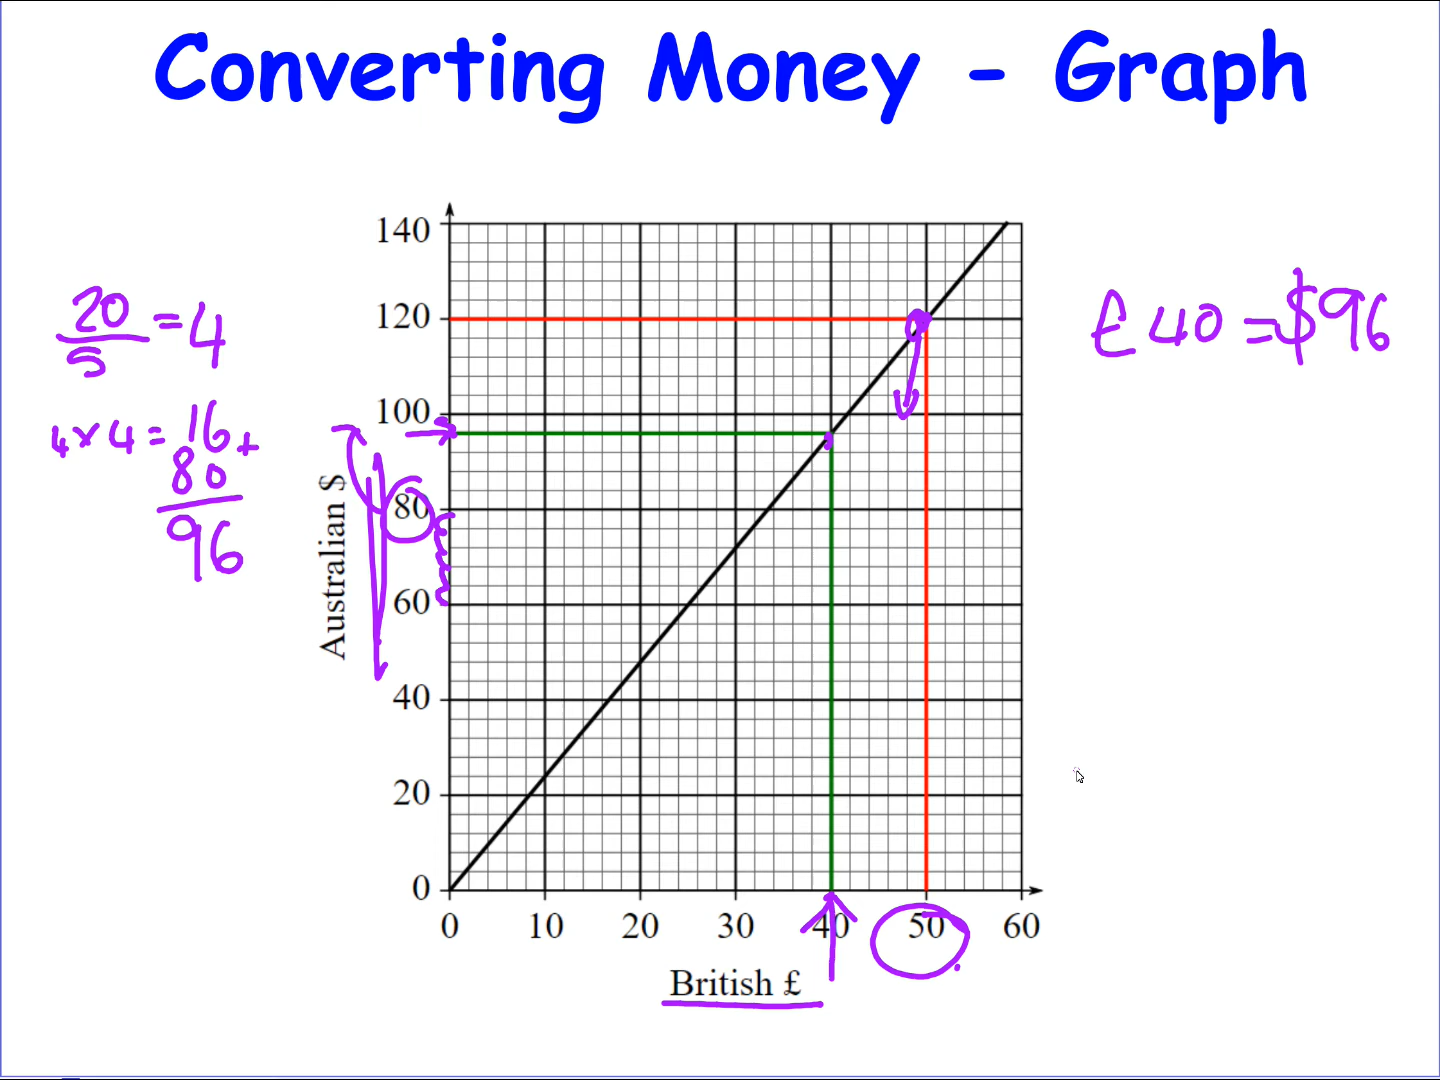 Converting Money - Graph
20/5 = 4
4 x 4 = 16 +
80
96
£40 = $96
Australian $
140
120
100
80
60
40
20
0
0 10 20 30 40 50 60
British £